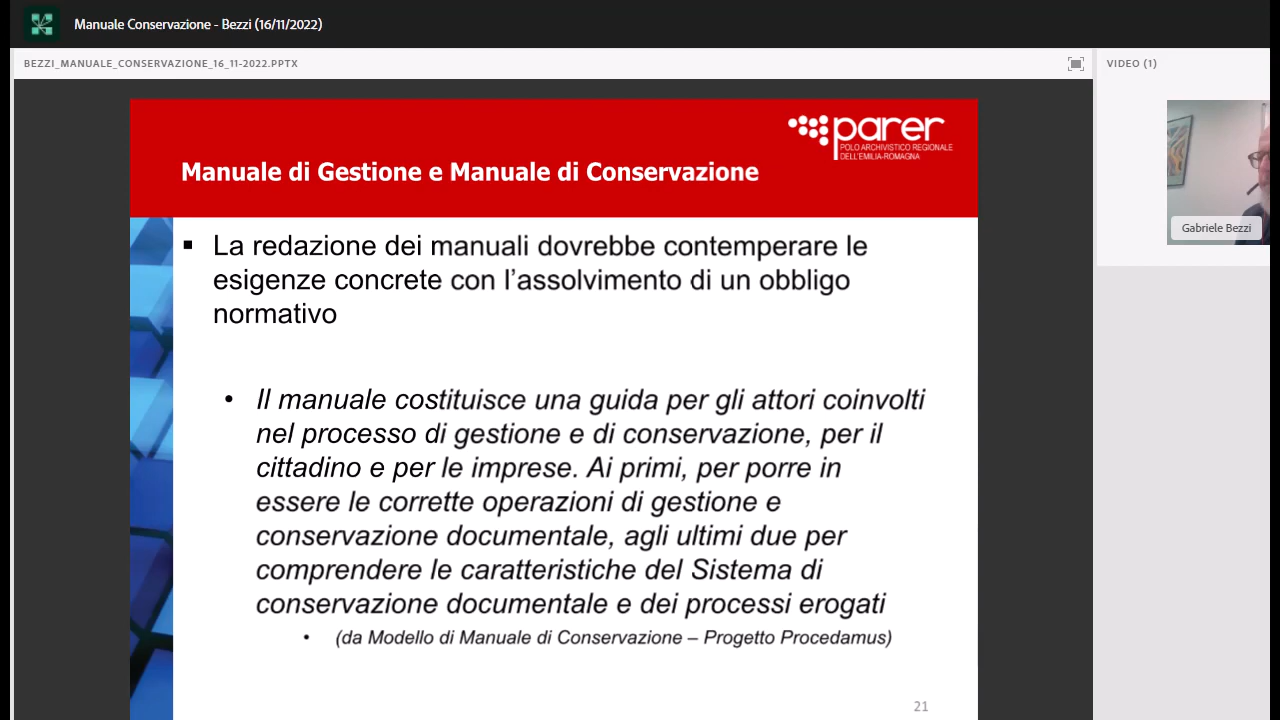 Manuale Conservazione - Bezzi (16/11/2022)
BEZZI_MANUALE_CONSERVAZIONE_16_11-2022.PPTX
VIDEO (1)
parer
POLO ARCHIVISTICO REGIONALE
DELL'EMILIA-ROMAGNA
Manuale di Gestione e Manuale di Conservazione
▪ La redazione dei manuali dovrebbe contemperare le
esigenze concrete con l’assolvimento di un obbligo
normativo
• Il manuale costituisce una guida per gli attori coinvolti
nel processo di gestione e di conservazione, per il
cittadino e per le imprese. Ai primi, per porre in
essere le corrette operazioni di gestione e
conservazione documentale, agli ultimi due per
comprendere le caratteristiche del Sistema di
conservazione documentale e dei processi erogati
• (da Modello di Manuale di Conservazione – Progetto Procedamus)
21
Gabriele Bezzi